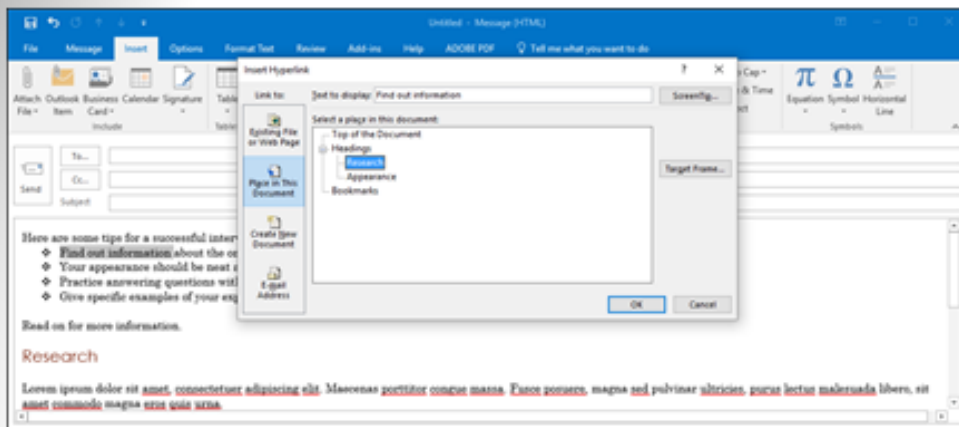 Untitled - Message (HTML)
File Message Insert Options Format Text Review Add-ins Help ADOBE PDF Tell me what you want to do
Attach File Outlook Item Business Card Calendar Signature
Include
Equation Symbol Horizontal Line
Symbols
Insert Hyperlink ?
Link to: Text to display: Find out information
Select a place in this document:
Existing File or Web Page
Place in This Document
Create New Document
E-mail Address
Top of the Document
Headings
Research
Appearance
Bookmarks
ScreenTip...
Target Frame...
OK Cancel
Send
To...
Cc...
Subject
Here are some tips for a successful
Find out information about the
Your appearance should be neat
Practice answering questions
Give specific examples of your
Read on for more information.
Research
Lorem ipsum dolor sit amet, consectetuer adipiscing elit. Maecenas porttitor congue massa. Fusce posuere, magna sed pulvinar ultricies, purus lectus malesuada libero, sit
amet commodo magna eros quis urna.